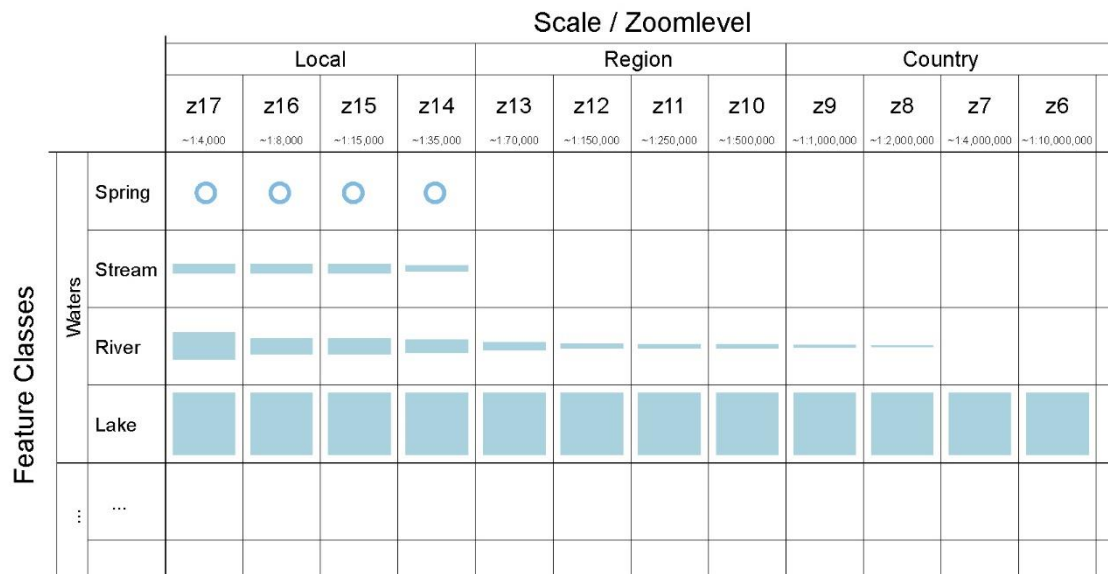 Scale / Zoomlevel
Local Region Country
z17 z16 z15 z14 z13 z12 z11 z10 z9 z8 z7 z6
~1:4,000 ~1:8,000 ~1:15,000 ~1:35,000 ~1:70,000 ~1:150,000 ~1:250,000 ~1:500,000 ~1:1,000,000 ~1:2,000,000 ~1:4,000,000 ~1:10,000,000
Feature Classes
Waters
Spring
Stream
River
Lake
...
...